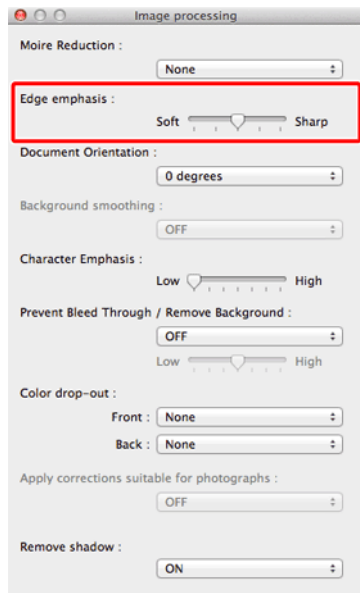 Image processing
Moire Reduction :
None
Edge emphasis :
Soft Sharp
Document Orientation :
0 degrees
Background smoothing :
OFF
Character Emphasis :
Low High
Prevent Bleed Through / Remove Background :
OFF
Low High
Color drop-out :
Front : None
Back : None
Apply corrections suitable for photographs :
OFF
Remove shadow :
ON